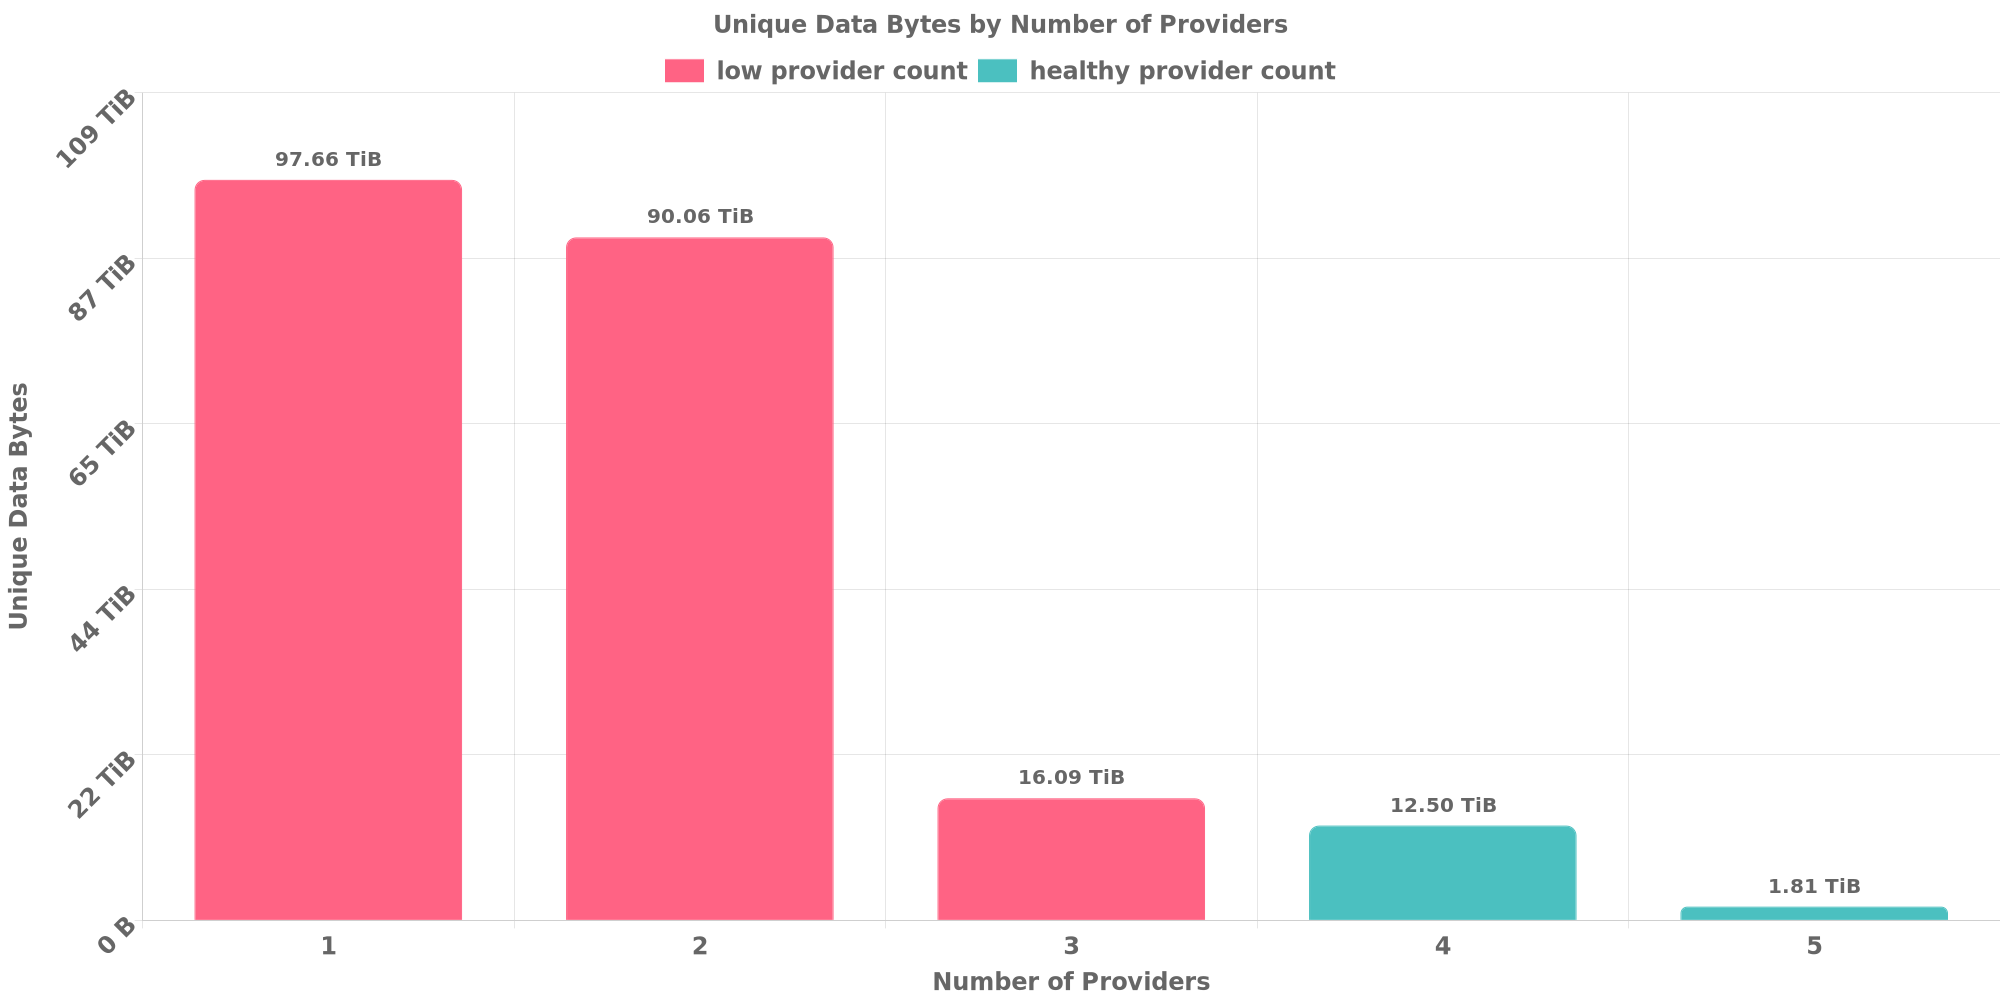 Unique Data Bytes by Number of Providers
low provider count healthy provider count
109 TiB
87 TiB
65 TiB
44 TiB
22 TiB
0 B
Unique Data Bytes
97.66 TiB
90.06 TiB
16.09 TiB
12.50 TiB
1.81 TiB
1 2 3 4 5
Number of Providers